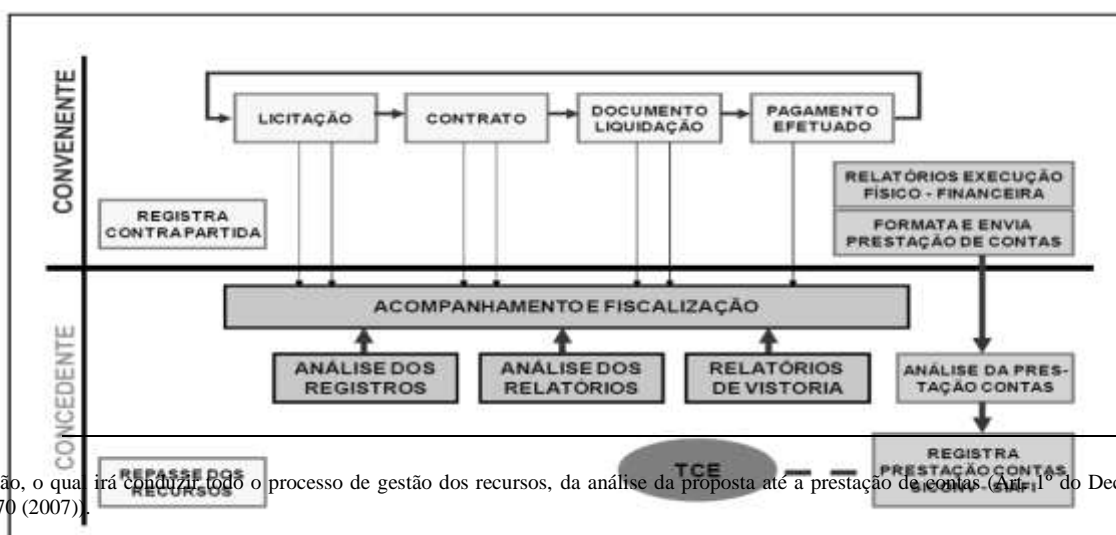 CONVENENTE
LICITAÇÃO
CONTRATO
DOCUMENTO
LIQUIDAÇÃO
PAGAMENTO
EFETUADO
RELATÓRIOS EXECUÇÃO
FÍSICO - FINANCEIRA
REGISTRA
CONTRAPARTIDA
FORMATA E ENVIA
PRESTAÇÃO DE CONTAS
CONCEDENTE
ACOMPANHAMENTO E FISCALIZAÇÃO
ANÁLISE DOS
REGISTROS
ANÁLISE DOS
RELATÓRIOS
RELATÓRIOS
DE VISTORIA
ANÁLISE DA PRES-
TAÇÃO CONTAS
REPASSE DOS
RECURSOS
TCE
REGISTRA
PRESTAÇÃO CONTAS
SICONV - SIAFI
ão, o qual irá conduzir todo o processo de gestão dos recursos, da análise da proposta até a prestação de contas (Art. 1º do Dec
70 (2007)).